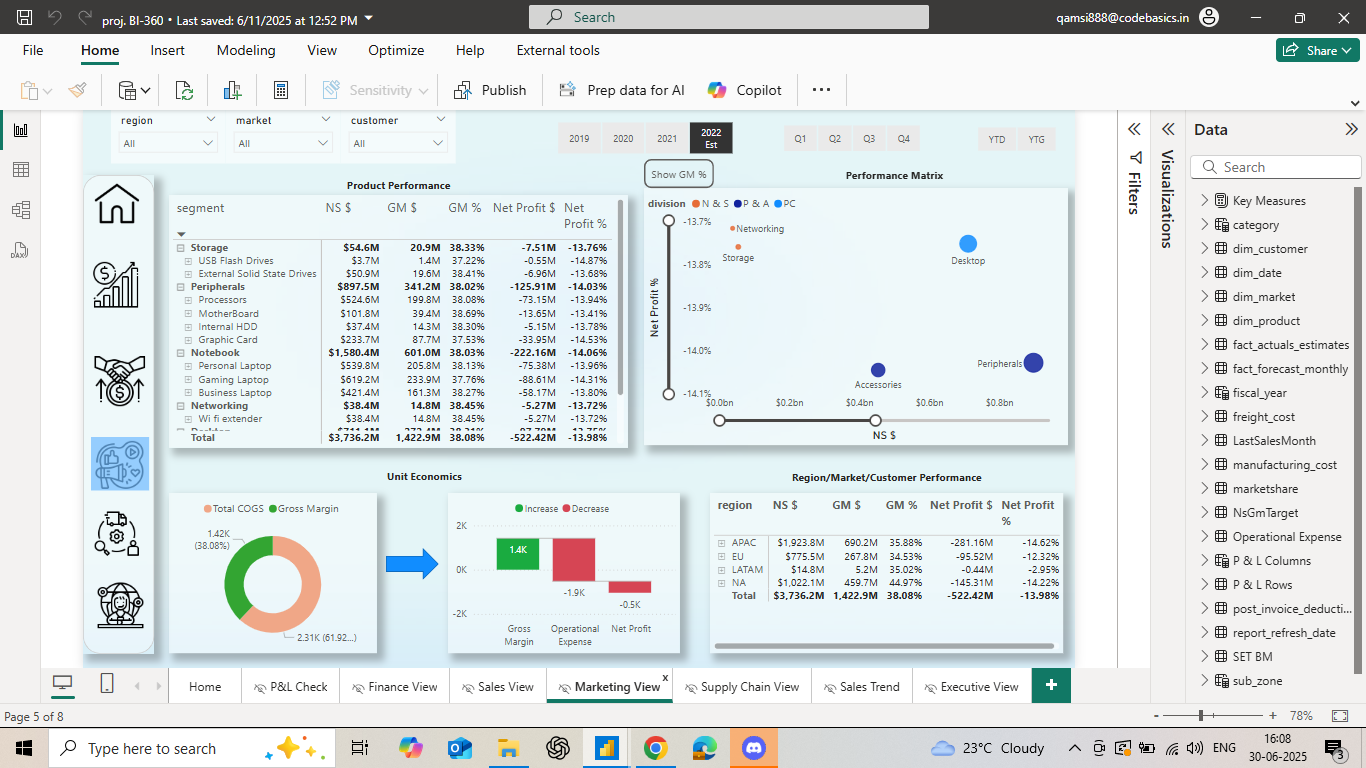 proj. BI-360 • Last saved: 6/11/2025 at 12:52 PM
Search
qamsi888@codebasics.in
File Home Insert Modeling View Optimize Help External tools
Share
Sensitivity Publish Prep data for AI Copilot ...
region market customer
All All All
2019 2020 2021 2022 Est
Q1 Q2 Q3 Q4
YTD YTG
Product Performance
segment NS $ GM $ GM % Net Profit $ Net Profit %
Storage $54.6M 20.9M 38.33% -7.51M -13.76%
USB Flash Drives $3.7M 1.4M 37.22% -0.55M -14.87%
External Solid State Drives $50.9M 19.6M 38.41% -6.96M -13.68%
Peripherals $897.5M 341.2M 38.02% -125.91M -14.03%
Processors $524.6M 199.8M 38.08% -73.15M -13.94%
MotherBoard $101.8M 39.4M 38.69% -13.65M -13.41%
Internal HDD $37.4M 14.3M 38.30% -5.15M -13.78%
Graphic Card $233.7M 87.7M 37.53% -33.95M -14.53%
Notebook $1,580.4M 601.0M 38.03% -222.16M -14.06%
Personal Laptop $539.8M 205.8M 38.13% -75.38M -13.96%
Gaming Laptop $619.2M 233.9M 37.76% -88.61M -14.31%
Business Laptop $421.4M 161.3M 38.27% -58.17M -13.80%
Networking $38.4M 14.8M 38.45% -5.27M -13.72%
Wi fi extender $38.4M 14.8M 38.45% -5.27M -13.72%
Total $3,736.2M 1,422.9M 38.08% -522.42M -13.98%
Show GM %
Performance Matrix
division N & S P & A PC
Net Profit %
-13.7%
-13.8%
-13.9%
-14.0%
-14.1%
Networking
Storage
Desktop
Peripherals
Accessories
$0.0bn $0.2bn $0.4bn $0.6bn $0.8bn
NS $
Unit Economics
Total COGS Gross Margin
1.42K
(38.08%)
2.31K (61.92...)
Increase Decrease
2K
0K
-2K
1.4K
-1.9K
-0.5K
Gross Margin
Operational Expense
Net Profit
Region/Market/Customer Performance
region NS $ GM $ GM % Net Profit $ Net Profit %
APAC $1,923.8M 690.2M 35.88% -281.16M -14.62%
EU $775.5M 267.8M 34.53% -95.52M -12.32%
LATAM $14.8M 5.2M 35.02% -0.44M -2.95%
NA $1,022.1M 459.7M 44.97% -145.31M -14.22%
Total $3,736.2M 1,422.9M 38.08% -522.42M -13.98%
Filters
Visualizations
Data
Search
Key Measures
category
dim_customer
dim_date
dim_market
dim_product
fact_actuals_estimates
fact_forecast_monthly
fiscal_year
freight_cost
LastSalesMonth
manufacturing_cost
marketshare
NsGmTarget
Operational Expense
P & L Columns
P & L Rows
post_invoice_deducti...
report_refresh_date
SET BM
sub_zone
Home P&L Check Finance View Sales View Marketing View x Supply Chain View Sales Trend Executive View +
Page 5 of 8
- + 78%
Type here to search
23°C Cloudy
ENG
16:08
30-06-2025
3